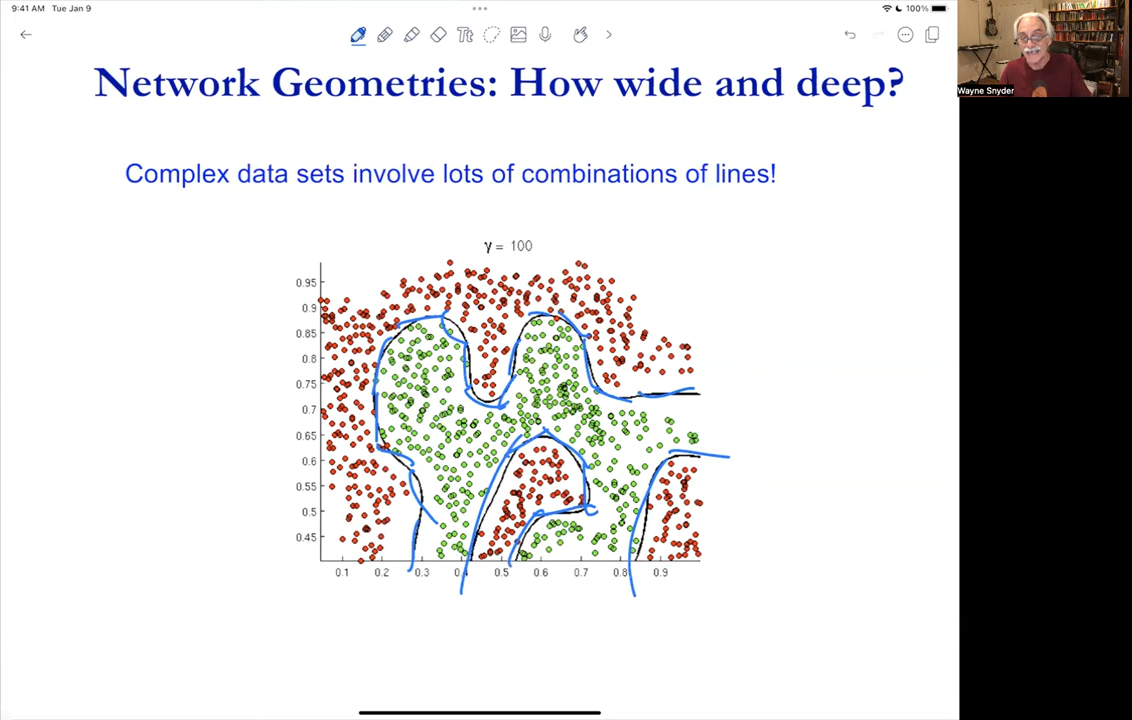 9:41 AM Tue Jan 9
100%
Tt
Wayne Snyder
Network Geometries: How wide and deep?
Complex data sets involve lots of combinations of lines!
γ = 100
0.95
0.9
0.85
0.8
0.75
0.7
0.65
0.6
0.55
0.5
0.45
0.1 0.2 0.3 0.4 0.5 0.6 0.7 0.8 0.9